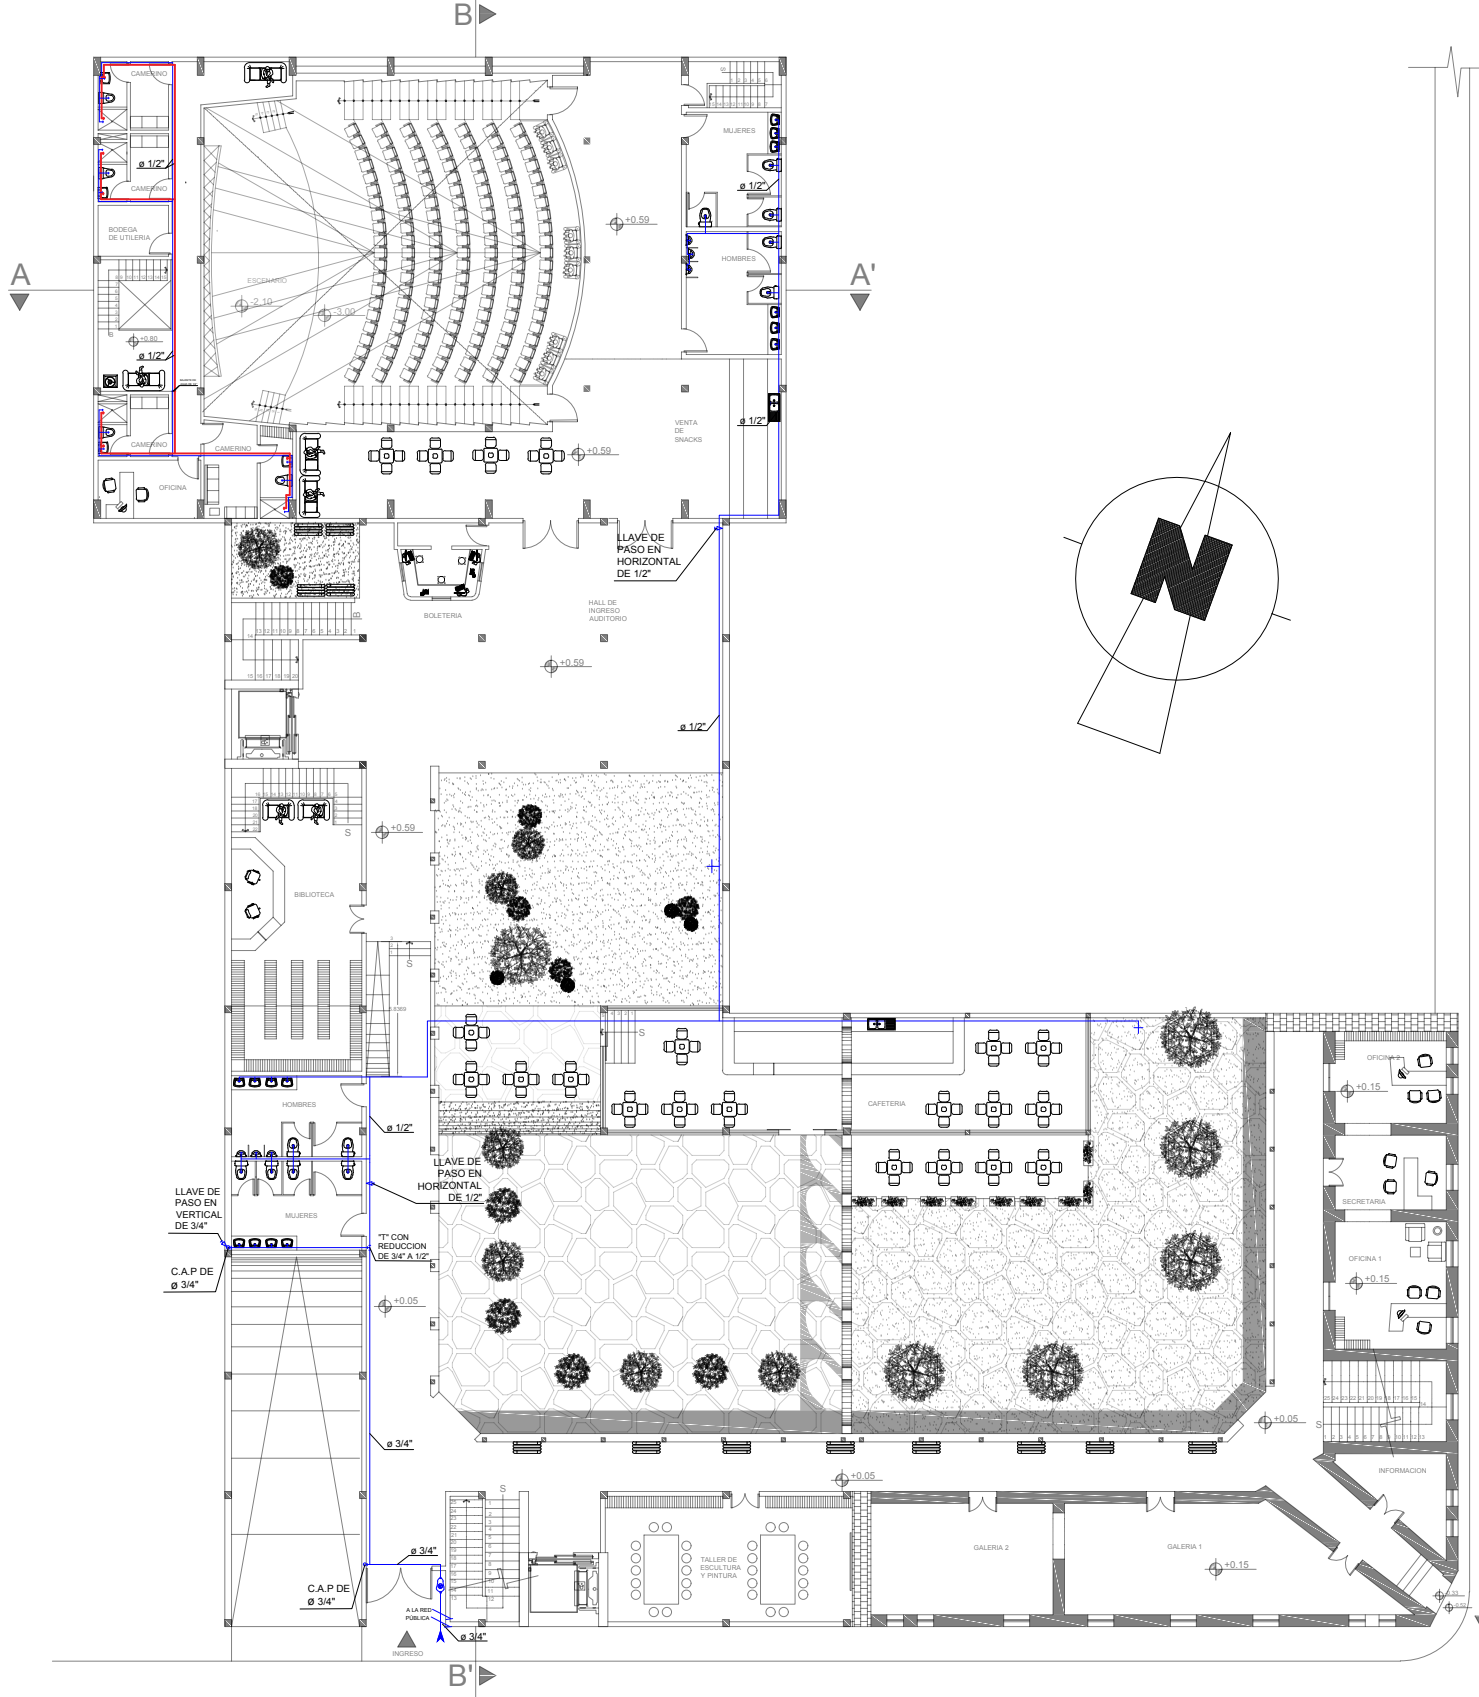 B
CAMERINO
ø 1/2"
CAMERINO
BODEGA
DE UTILERIA
MUJERES
ø 1/2"
+0.59
HOMBRES
A
A'
ESCENARIO
-2.10
-3.00
+0.80
ø 1/2"
CAMERINO
CAMERINO
OFICINA
VENTA
DE
SNACKS
ø 1/2"
+0.59
LLAVE DE
PASO EN
HORIZONTAL
DE 1/2"
BOLETERIA
HALL DE
INGRESO
AUDITORIO
B
+0.59
ø 1/2"
N
+0.59
S
BIBLIOTECA
S
S
HOMBRES
ø 1/2"
LLAVE DE
PASO EN
HORIZONTAL
DE 1/2"
LLAVE DE
PASO EN
VERTICAL
DE 3/4"
MUJERES
"T" CON
REDUCCION
DE 3/4" A 1/2"
C.A.P DE
ø 3/4"
+0.05
CAFETERIA
OFICINA 2
+0.15
SECRETARIA
OFICINA 1
+0.15
S
+0.05
INFORMACION
ø 3/4"
+0.05
S
ø 3/4"
C.A.P DE
ø 3/4"
A LA RED
PÚBLICA
ø 3/4"
INGRESO
TALLER DE
ESCULTURA
Y PINTURA
GALERIA 2
GALERIA 1
+0.15
B'